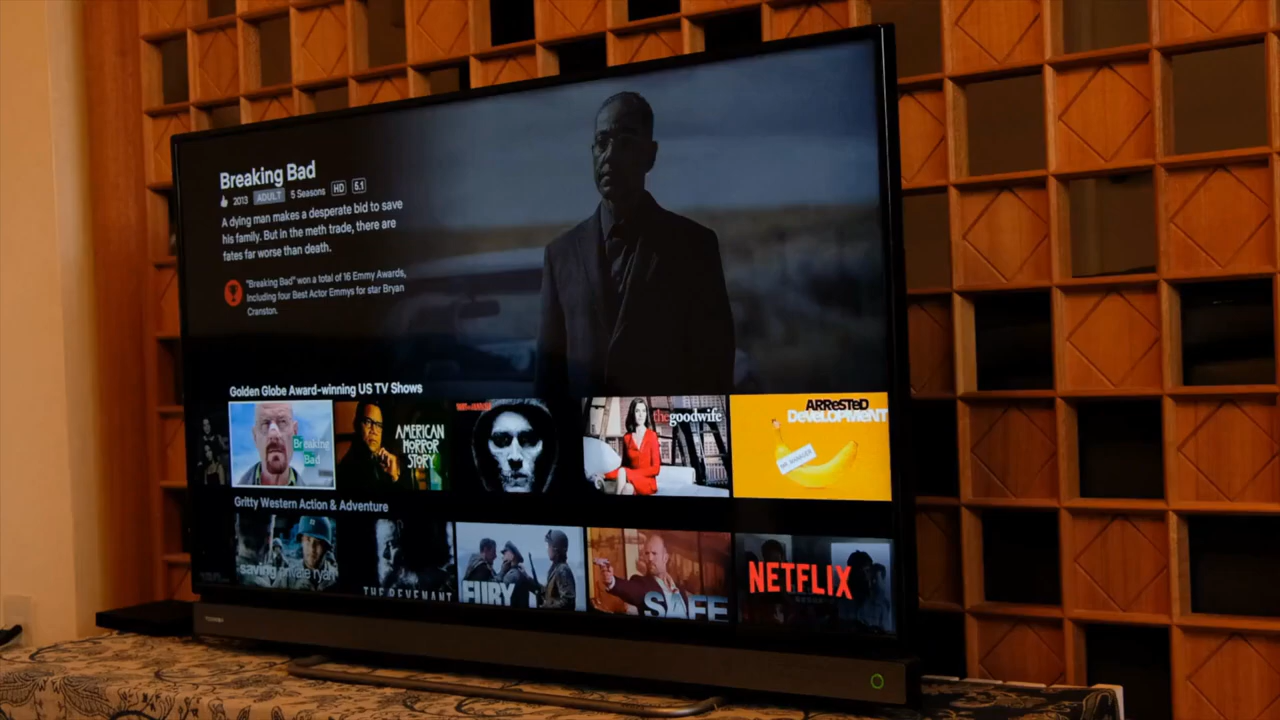 Breaking Bad
2013 ADULT 5 Seasons HD 5.1
A dying man makes a desperate bid to save
his family. But in the meth trade, there are
fates far worse than death.
"Breaking Bad" won a total of 16 Emmy Awards,
including four Best Actor Emmys for star Bryan
Cranston.
Golden Globe Award-winning US TV Shows
Breaking
Bad
AMERICAN
HORROR
STORY
thegoodwife
ARReSTeD
DeVeLOPMENT
MR. MANAGER
Gritty Western Action & Adventure
saving private ryan
THE REVENANT
FURY
SAFE
NETFLIX
TOSHIBA